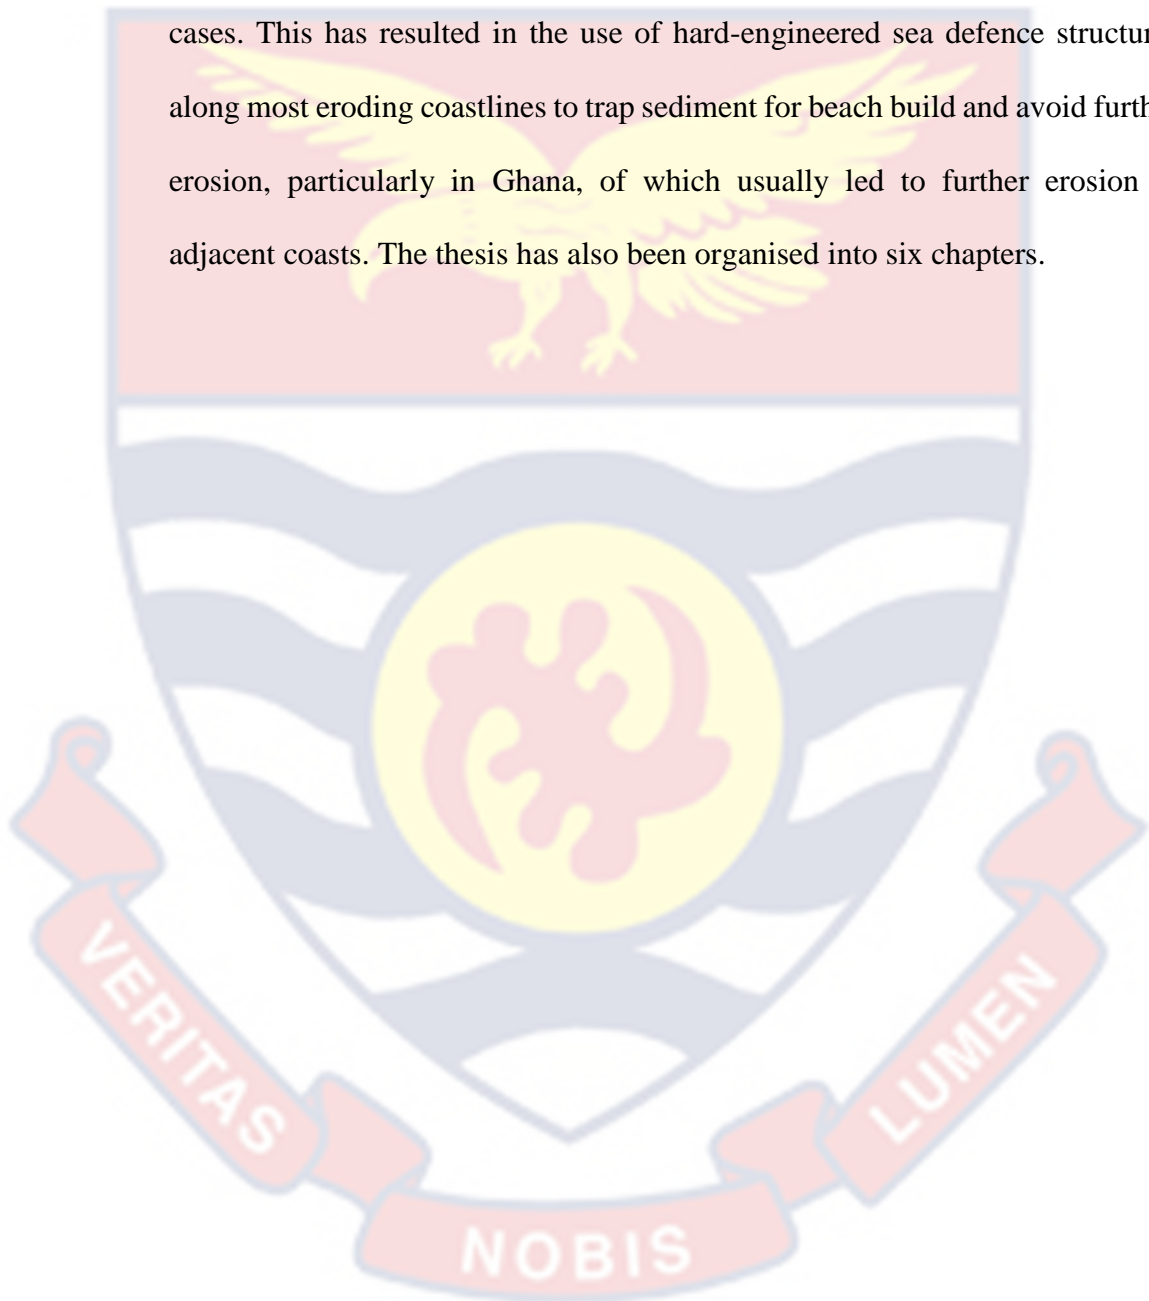 cases. This has resulted in the use of hard-engineered sea defence
along most eroding coastlines to trap sediment for beach build and avoid
erosion, particularly in Ghana, of which usually led to further erosion
adjacent coasts. The thesis has also been organised into six chapters.
VERITAS
NOBIS
LUMEN